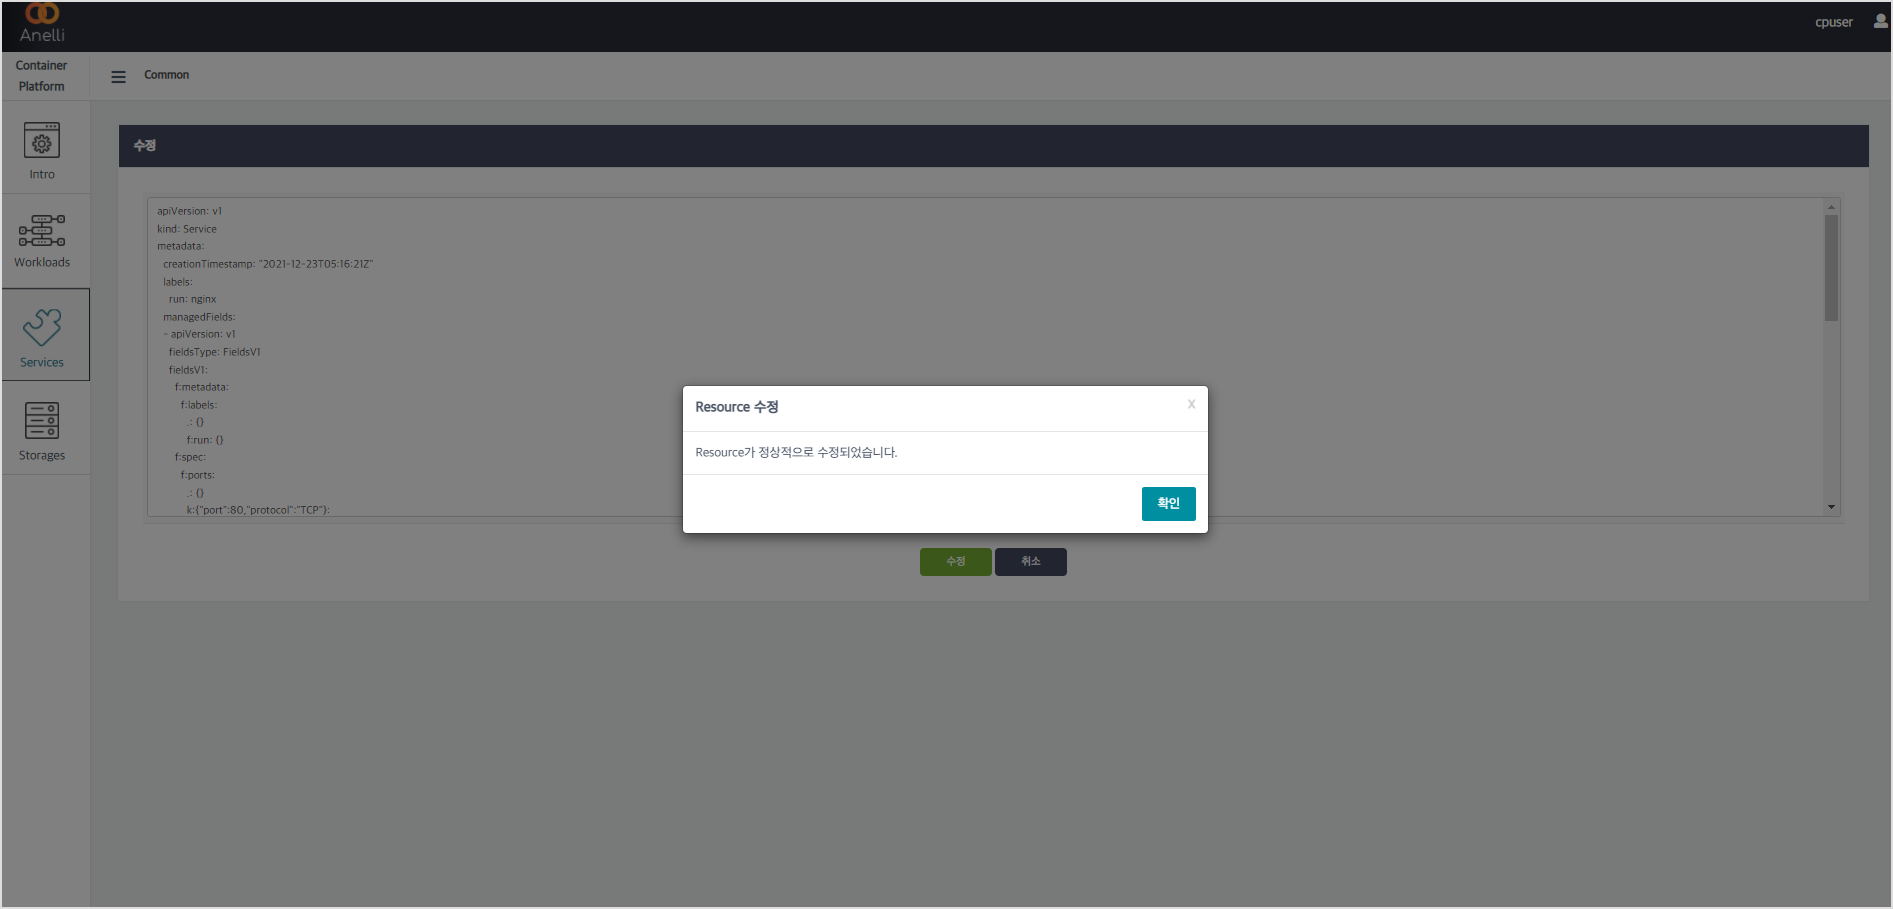 Anelli
cpuser
Container
Platform
Common
Intro
Workloads
Services
Storages
수정
apiVersion: v1
kind: Service
metadata:
creationTimestamp: "2021-12-23T05:16:21Z"
labels:
run: nginx
managedFields:
- apiVersion: v1
fieldsType: FieldsV1
fieldsV1:
f:metadata:
f:labels:
.: {}
f:run: {}
f:spec:
f:ports:
.: {}
k:{"port":80,"protocol":"TCP"}:
Resource 수정
X
Resource가 정상적으로 수정되었습니다.
확인
수정
취소